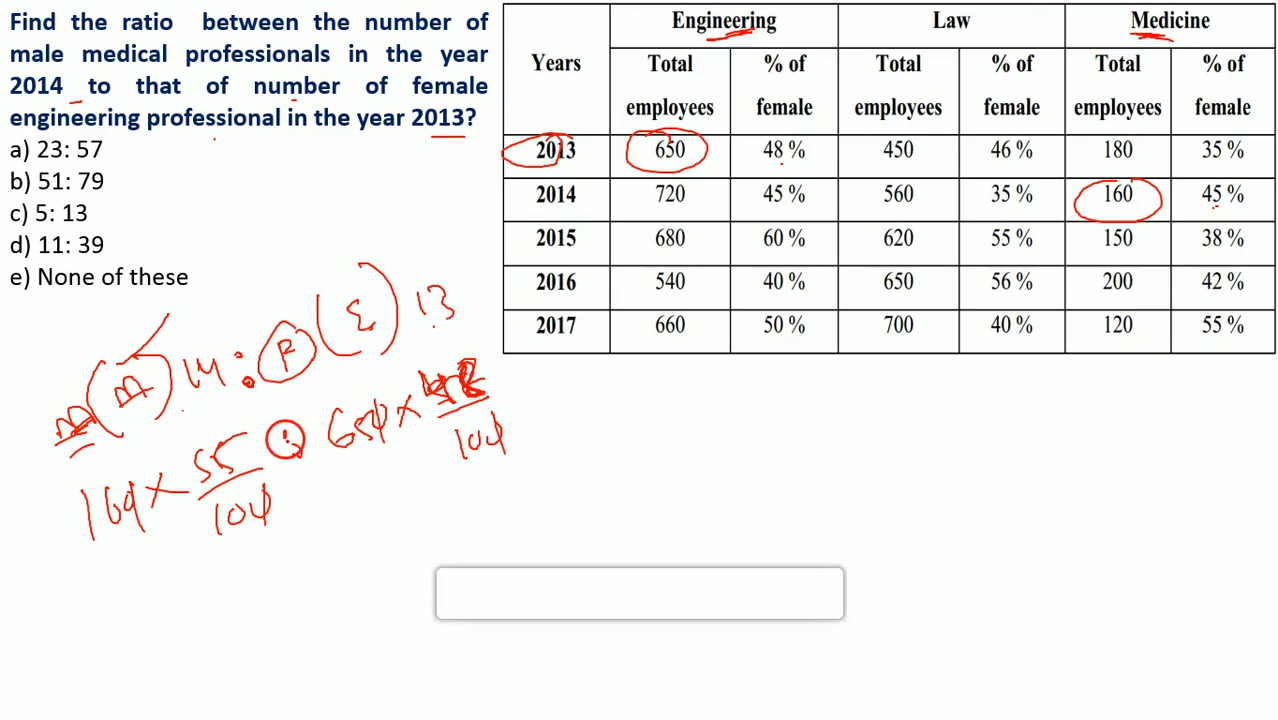 Find the ratio between the number of
male medical professionals in the year
2014 to that of number of female
engineering professional in the year 2013?
a) 23: 57
b) 51: 79
c) 5: 13
d) 11: 39
e) None of these
Years Engineering Law Medicine
Total employees % of female Total employees % of female Total employees % of female
2013 650 48 % 450 46 % 180 35 %
2014 720 45 % 560 35 % 160 45 %
2015 680 60 % 620 55 % 150 38 %
2016 540 40 % 650 56 % 200 42 %
2017 660 50 % 700 40 % 120 55 %
M (M) 14 : F (E) 13
160 × 55/100 : 650 × 48/100